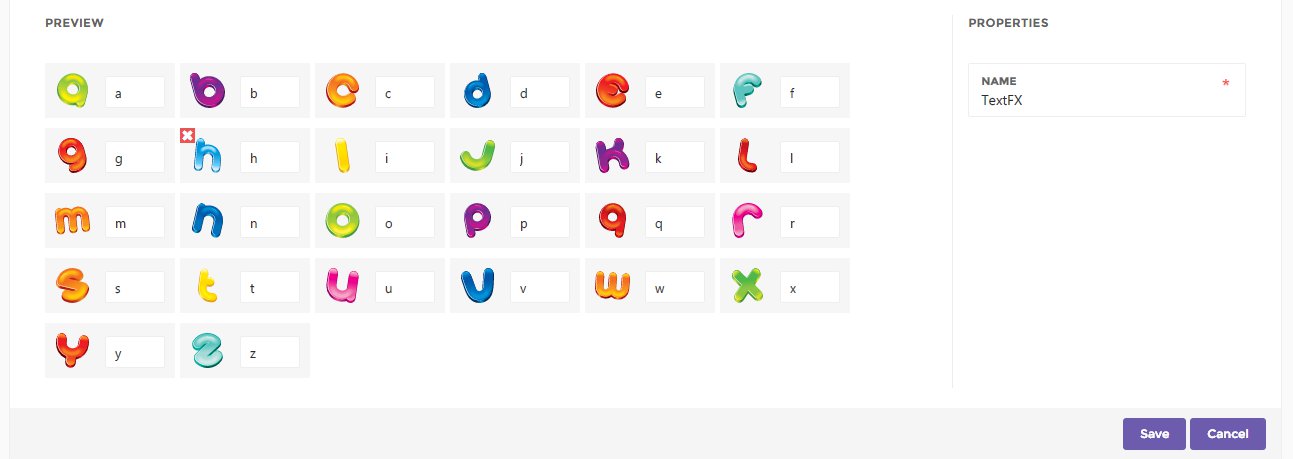 PREVIEW
PROPERTIES
a a b b c c d d e e f f
NAME *
TextFX
g g h h i i j j k k l l
m m n n o o p p q q r r
s s t t u u v v w w x x
y y z z
Save Cancel